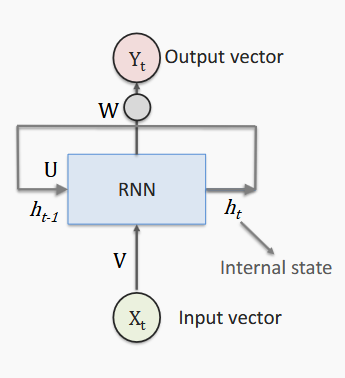 Yt Output vector
W
U
RNN
ht-1
ht
V
Internal state
Xt Input vector